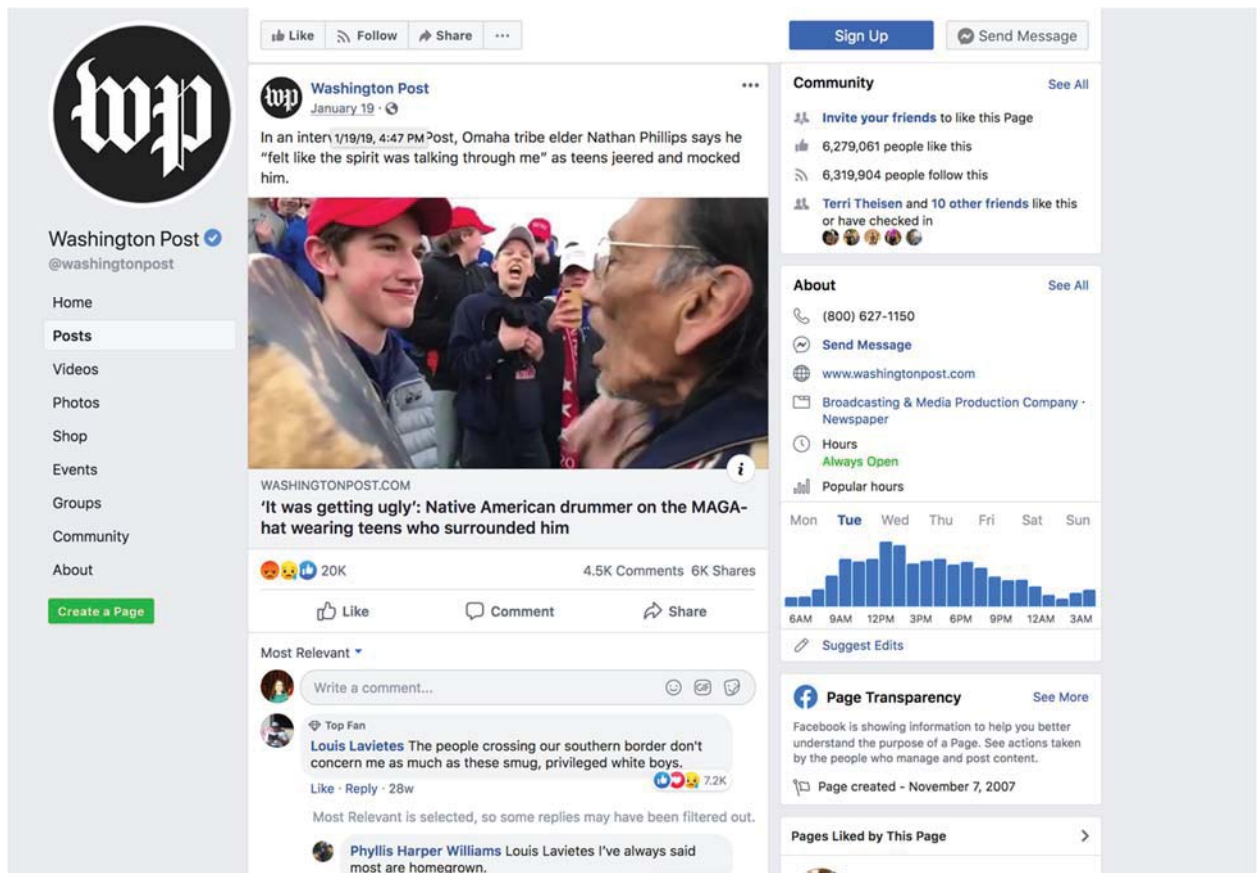 wp
Like Follow Share ...
Sign Up Send Message
Washington Post
@washingtonpost
Home
Posts
Videos
Photos
Shop
Events
Groups
Community
About
Create a Page
wp
Washington Post
January 19 ·
In an interv 1/19/19, 4:47 PM Post, Omaha tribe elder Nathan Phillips says he
"felt like the spirit was talking through me" as teens jeered and mocked
him.
i
WASHINGTONPOST.COM
'It was getting ugly': Native American drummer on the MAGA-
hat wearing teens who surrounded him
20K 4.5K Comments 6K Shares
Like Comment Share
Most Relevant
Write a comment... GIF
Top Fan
Louis Lavietes The people crossing our southern border don't
concern me as much as these smug, privileged white boys.
7.2K
Like · Reply · 28w
Most Relevant is selected, so some replies may have been filtered out.
Phyllis Harper Williams Louis Lavietes I've always said
most are homegrown.
Community See All
Invite your friends to like this Page
6,279,061 people like this
6,319,904 people follow this
Terri Theisen and 10 other friends like this
or have checked in
About See All
(800) 627-1150
Send Message
www.washingtonpost.com
Broadcasting & Media Production Company ·
Newspaper
Hours
Always Open
Popular hours
Mon Tue Wed Thu Fri Sat Sun
6AM 9AM 12PM 3PM 6PM 9PM 12AM 3AM
Suggest Edits
Page Transparency See More
Facebook is showing information to help you better
understand the purpose of a Page. See actions taken
by the people who manage and post content.
Page created - November 7, 2007
Pages Liked by This Page